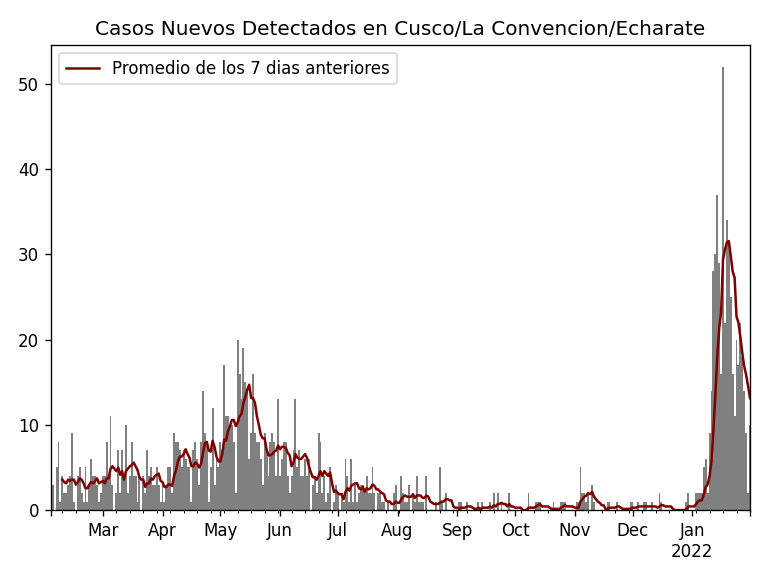 Casos Nuevos Detectados en Cusco/La Convencion/Echarate
Promedio de los 7 dias anteriores
50
40
30
20
10
0
Mar Apr May Jun Jul Aug Sep Oct Nov Dec Jan
2022